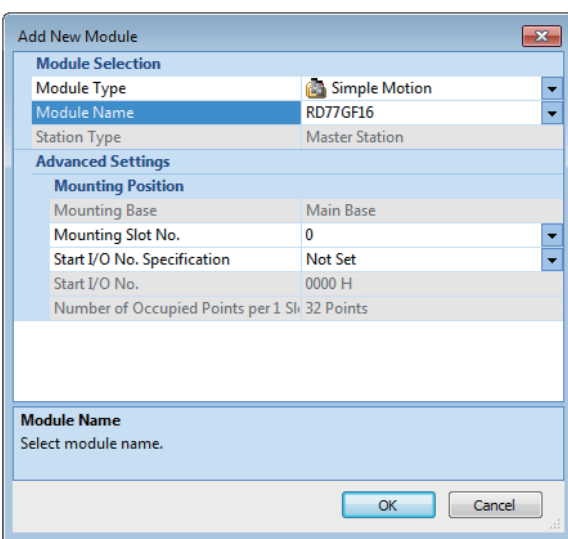 Add New Module
Module Selection
Module Type Simple Motion
Module Name RD77GF16
Station Type Master Station
Advanced Settings
Mounting Position
Mounting Base Main Base
Mounting Slot No. 0
Start I/O No. Specification Not Set
Start I/O No. 0000 H
Number of Occupied Points per 1 Sl 32 Points
Module Name
Select module name.
OK Cancel